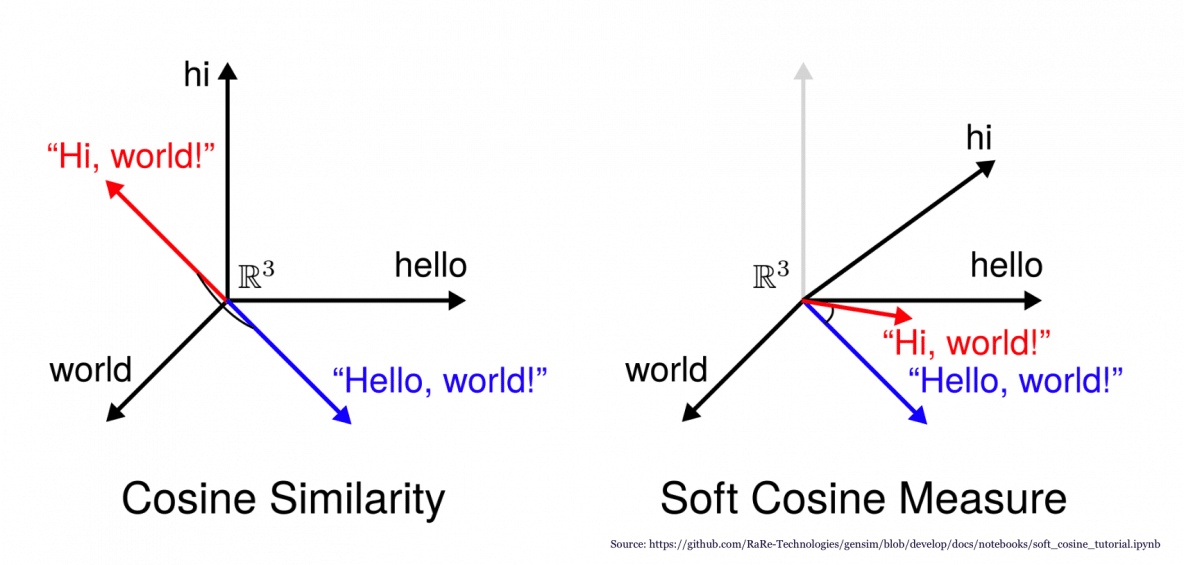 hi
“Hi, world!”
ℝ³
hello
world
“Hello, world!”
Cosine Similarity
hi
ℝ³
hello
“Hi, world!”
world
“Hello, world!”
Soft Cosine Measure
Source: https://github.com/RaRe-Technologies/gensim/blob/develop/docs/notebooks/soft_cosine_tutorial.ipynb